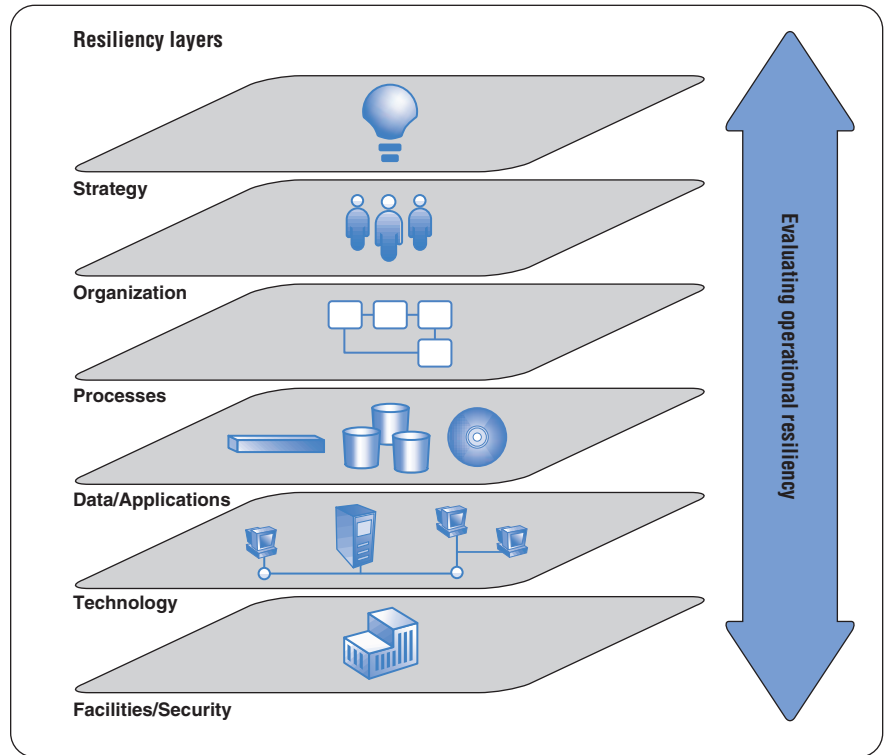 Resiliency layers
Strategy
Organization
Processes
Data/Applications
Technology
Facilities/Security
Evaluating operational resiliency